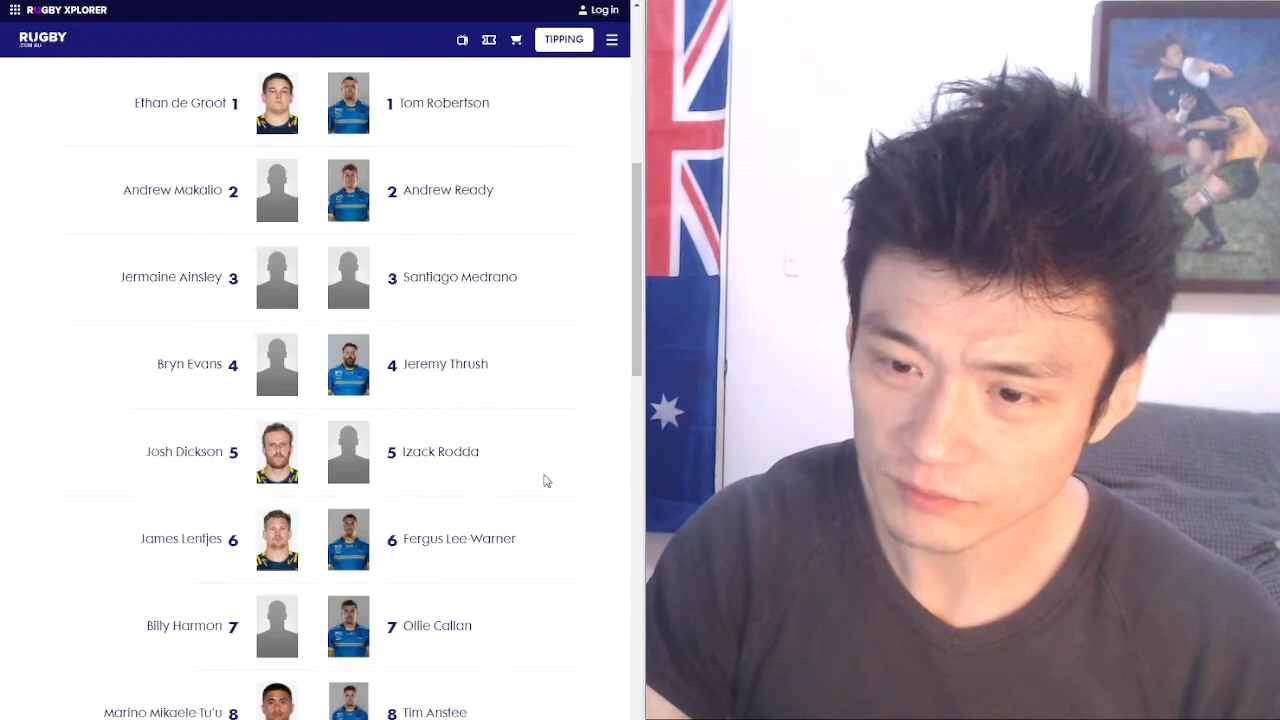 RUGBY XPLORER
Log in
RUGBY
.COM.AU
TIPPING
Ethan de Groot 1
1 Tom Robertson
Andrew Makalio 2
2 Andrew Ready
Jermaine Ainsley 3
3 Santiago Medrano
Bryn Evans 4
4 Jeremy Thrush
Josh Dickson 5
5 Izack Rodda
James Lentjes 6
6 Fergus Lee-Warner
Billy Harmon 7
7 Ollie Callan
Marino Mikaele-Tu'u 8
8 Tim Anstee